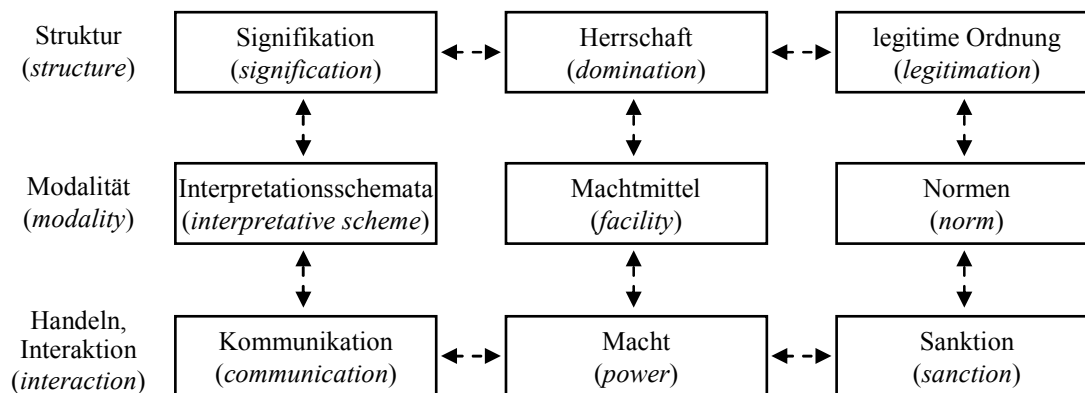 Struktur
(structure)
Signifikation
(signification)
Herrschaft
(domination)
legitime Ordnung
(legitimation)
Modalität
(modality)
Interpretationsschemata
(interpretative scheme)
Machtmittel
(facility)
Normen
(norm)
Handeln,
Interaktion
(interaction)
Kommunikation
(communication)
Macht
(power)
Sanktion
(sanction)